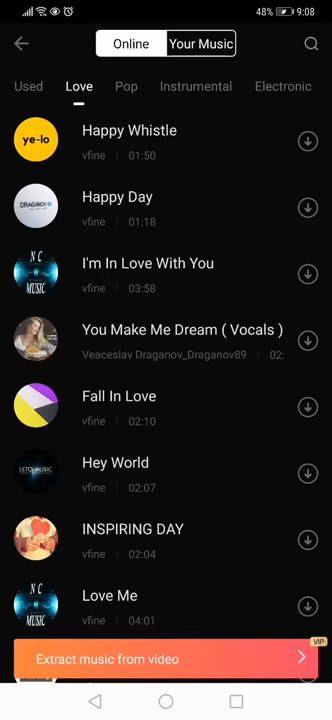 48% 9:08
Online Your Music
Used Love Pop Instrumental Electronic
ye-lo
Happy Whistle
vfine | 01:50
DRAGANOV
Happy Day
vfine | 01:18
N C
MUSIC
I'm In Love With You
vfine | 03:58
You Make Me Dream ( Vocals )
Veaceslav Draganov_Draganov89 | 02:
Fall In Love
vfine | 02:10
LETO MUSIC
Hey World
vfine | 02:07
INSPIRING DAY
vfine | 02:04
N C
MUSIC
Love Me
vfine | 04:01
VIP
Extract music from video